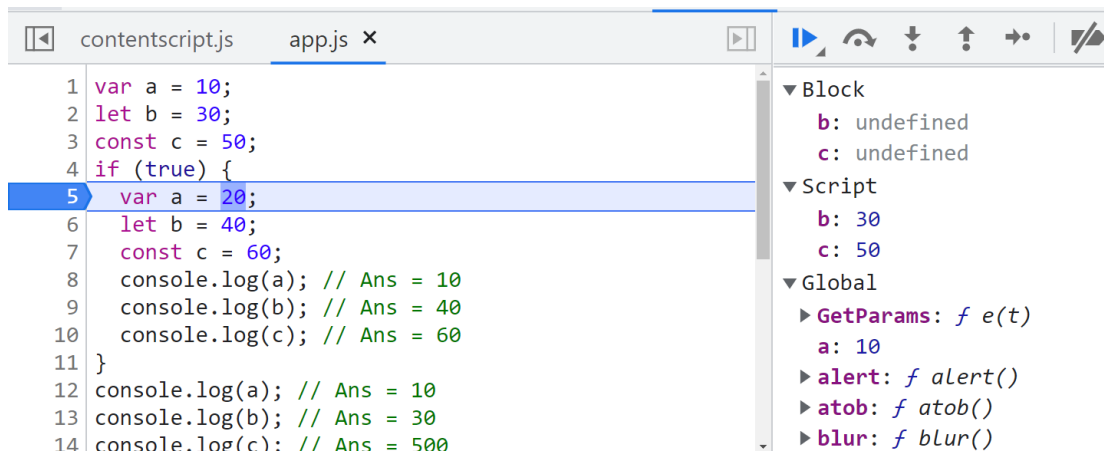 contentscript.js app.js ×
1 var a = 10;
2 let b = 30;
3 const c = 50;
4 if (true) {
5 var a = 20;
6 let b = 40;
7 const c = 60;
8 console.log(a); // Ans = 10
9 console.log(b); // Ans = 40
10 console.log(c); // Ans = 60
11 }
12 console.log(a); // Ans = 10
13 console.log(b); // Ans = 30
14 console.log(c); // Ans = 500
Block
b: undefined
c: undefined
Script
b: 30
c: 50
Global
GetParams: ƒ e(t)
a: 10
alert: ƒ alert()
atob: ƒ atob()
blur: ƒ blur()